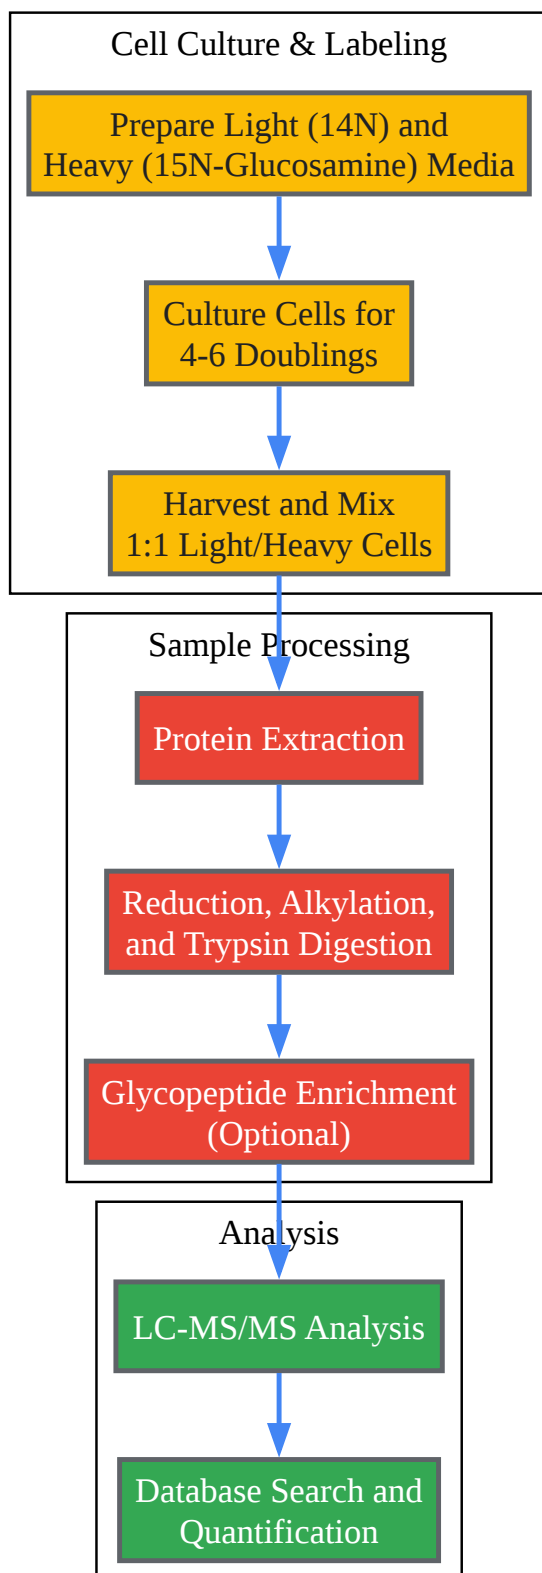 Cell Culture & Labeling
Prepare Light (14N) and
Heavy (15N-Glucosamine) Media
Culture Cells for
4-6 Doublings
Harvest and Mix
1:1 Light/Heavy Cells
Sample Processing
Protein Extraction
Reduction, Alkylation,
and Trypsin Digestion
Glycopeptide Enrichment
(Optional)
Analysis
LC-MS/MS Analysis
Database Search and
Quantification